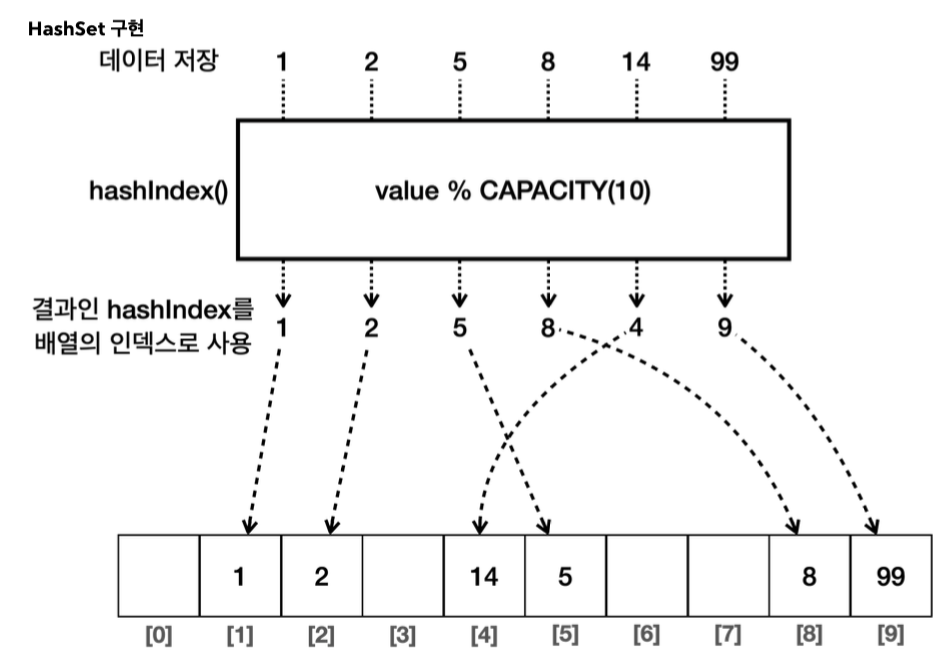 HashSet 구현
데이터 저장 1 2 5 8 14 99
hashIndex() value % CAPACITY(10)
결과인 hashIndex를
배열의 인덱스로 사용
1 2 5 8 4 9
1 2 14 5 8 99
[0] [1] [2] [3] [4] [5] [6] [7] [8] [9]